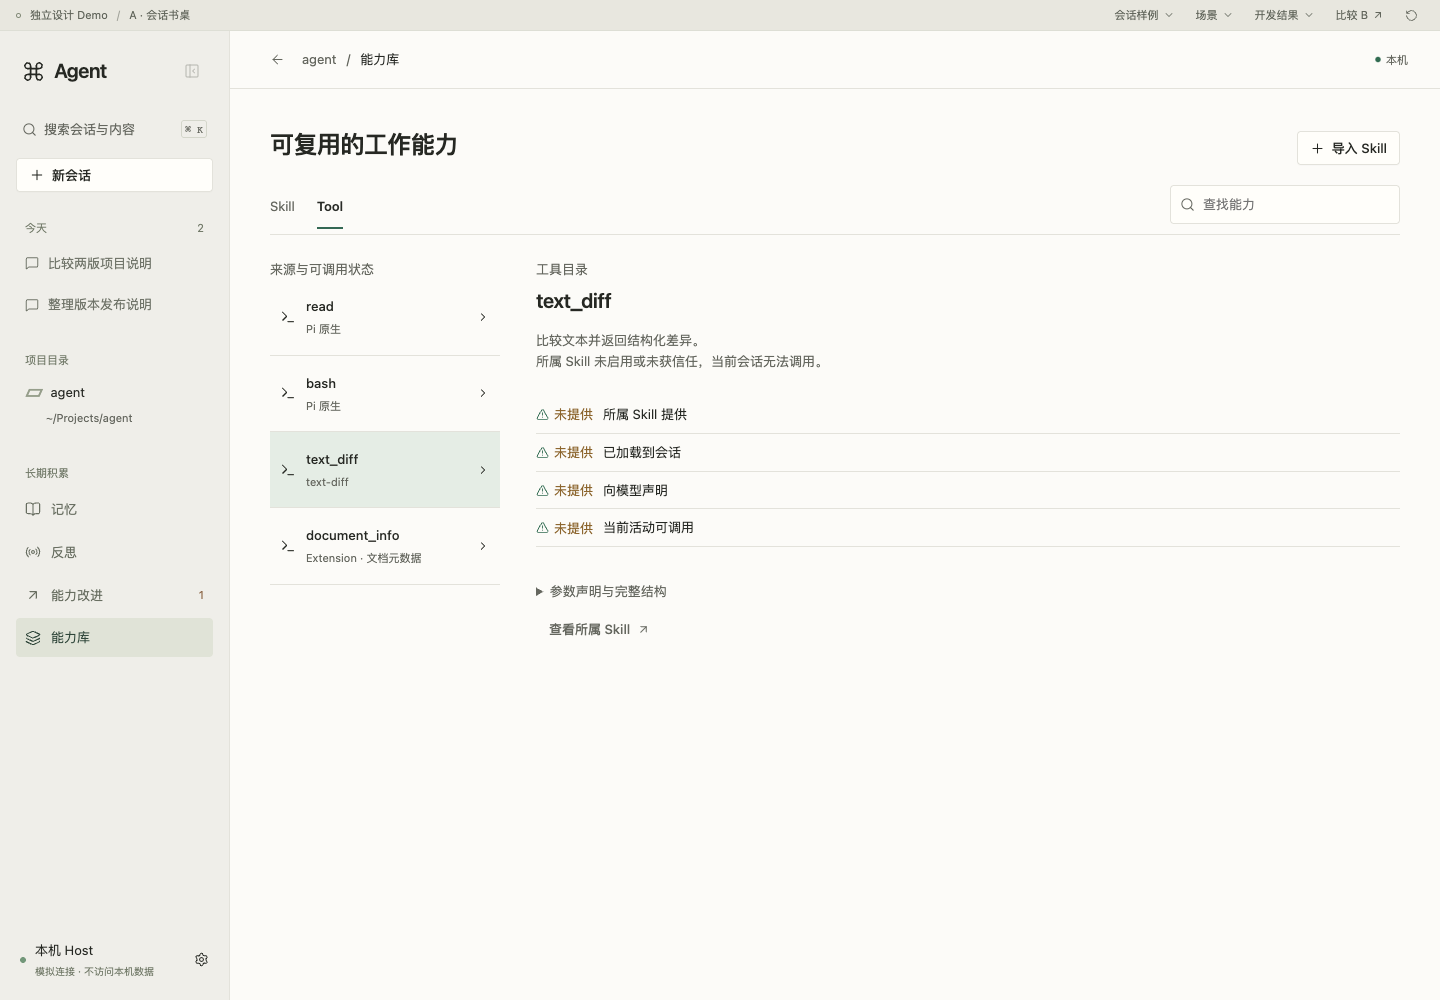 独立设计 Demo / A · 会话书桌
会话样例 场景 开发结果 比较 B
Agent
搜索会话与内容 ⌘ K
新会话
今天 2
比较两版项目说明
整理版本发布说明
项目目录
agent
~/Projects/agent
长期积累
记忆
反思
能力改进 1
能力库
本机 Host
模拟连接 · 不访问本机数据
agent / 能力库
本机
可复用的工作能力
导入 Skill
Skill Tool
查找能力
来源与可调用状态
read
Pi 原生
bash
Pi 原生
text_diff
text-diff
document_info
Extension · 文档元数据
工具目录
text_diff
比较文本并返回结构化差异。
所属 Skill 未启用或未获信任，当前会话无法调用。
未提供 所属 Skill 提供
未提供 已加载到会话
未提供 向模型声明
未提供 当前活动可调用
参数声明与完整结构
查看所属 Skill